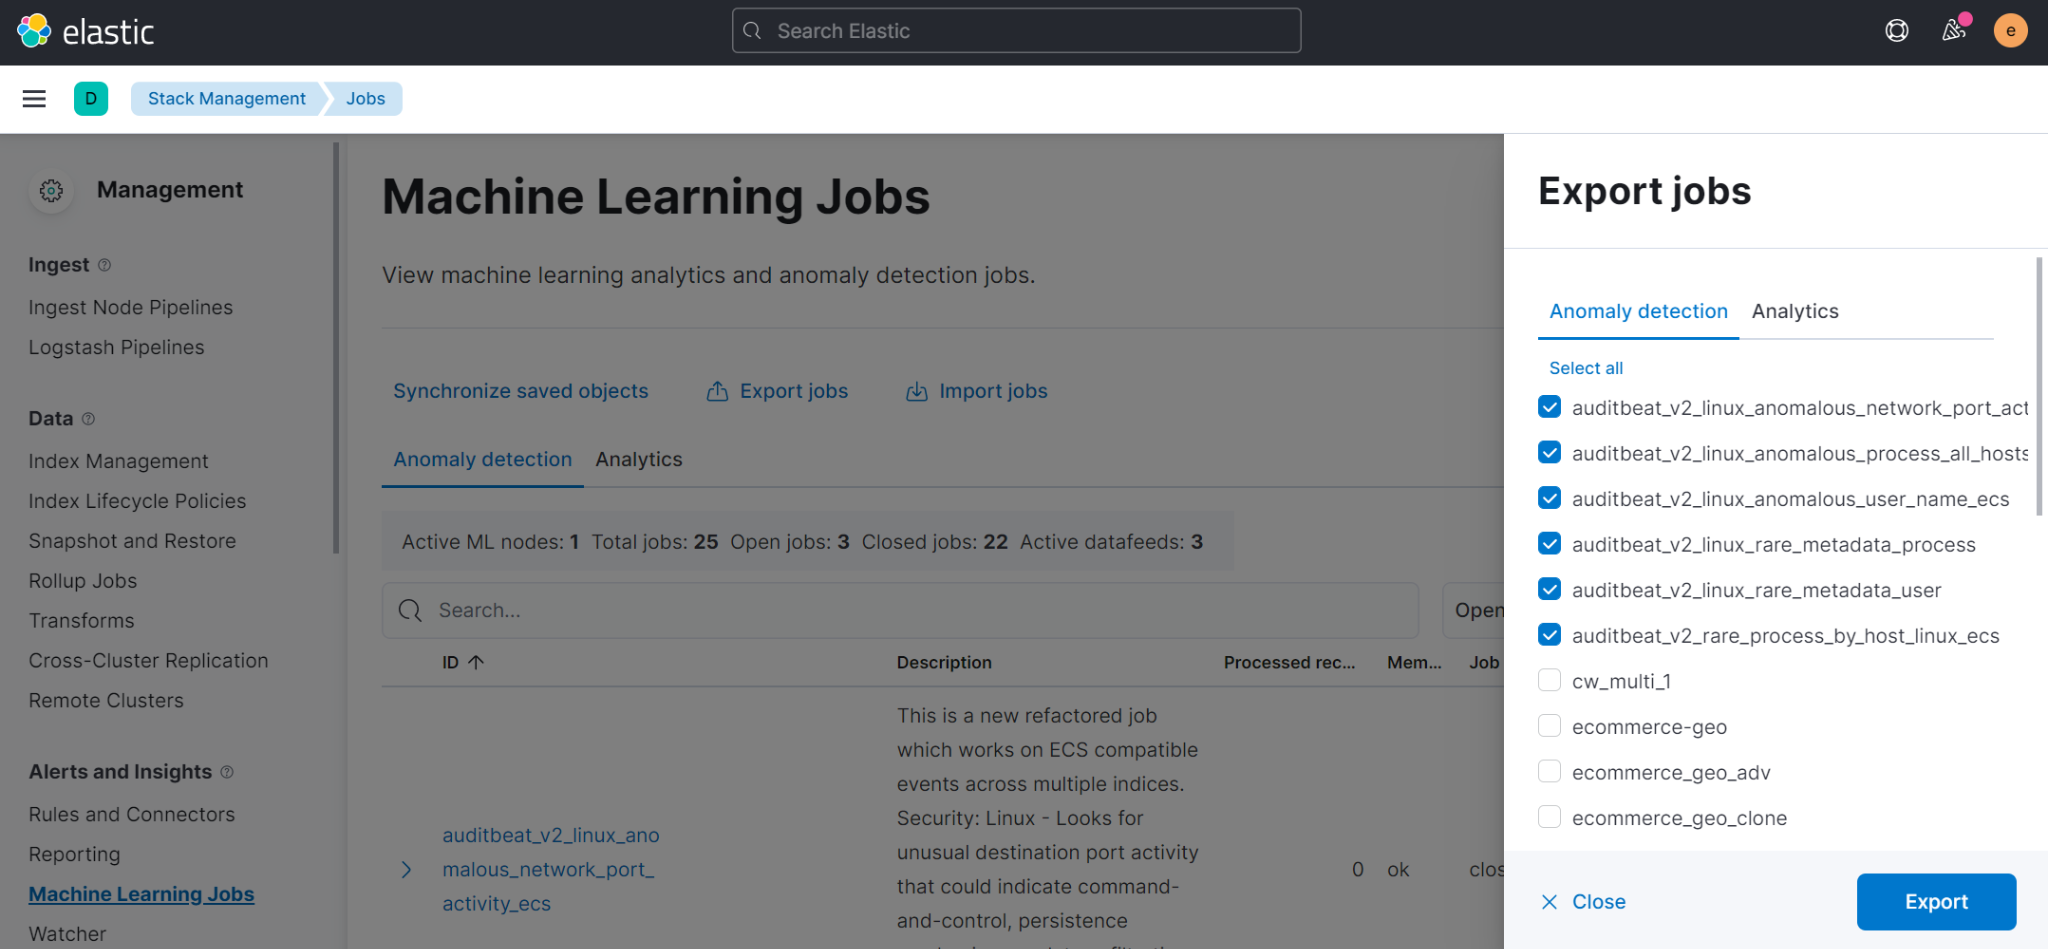 elastic
Search Elastic
e
D
Stack Management
Jobs
Management
Ingest
Ingest Node Pipelines
Logstash Pipelines
Data
Index Management
Index Lifecycle Policies
Snapshot and Restore
Rollup Jobs
Transforms
Cross-Cluster Replication
Remote Clusters
Alerts and Insights
Rules and Connectors
Reporting
Machine Learning Jobs
Watcher
Machine Learning Jobs
View machine learning analytics and anomaly detection jobs.
Synchronize saved objects
Export jobs
Import jobs
Anomaly detection
Analytics
Active ML nodes: 1 Total jobs: 25 Open jobs: 3 Closed jobs: 22 Active datafeeds: 3
Search...
Open
ID Description Processed rec... Mem... Job
auditbeat_v2_linux_ano
malous_network_port_
activity_ecs
This is a new refactored job
which works on ECS compatible
events across multiple indices.
Security: Linux - Looks for
unusual destination port activity
that could indicate command-
and-control, persistence
0 ok clos
Export jobs
Anomaly detection
Analytics
Select all
auditbeat_v2_linux_anomalous_network_port_act
auditbeat_v2_linux_anomalous_process_all_hosts
auditbeat_v2_linux_anomalous_user_name_ecs
auditbeat_v2_linux_rare_metadata_process
auditbeat_v2_linux_rare_metadata_user
auditbeat_v2_rare_process_by_host_linux_ecs
cw_multi_1
ecommerce-geo
ecommerce_geo_adv
ecommerce_geo_clone
Close
Export